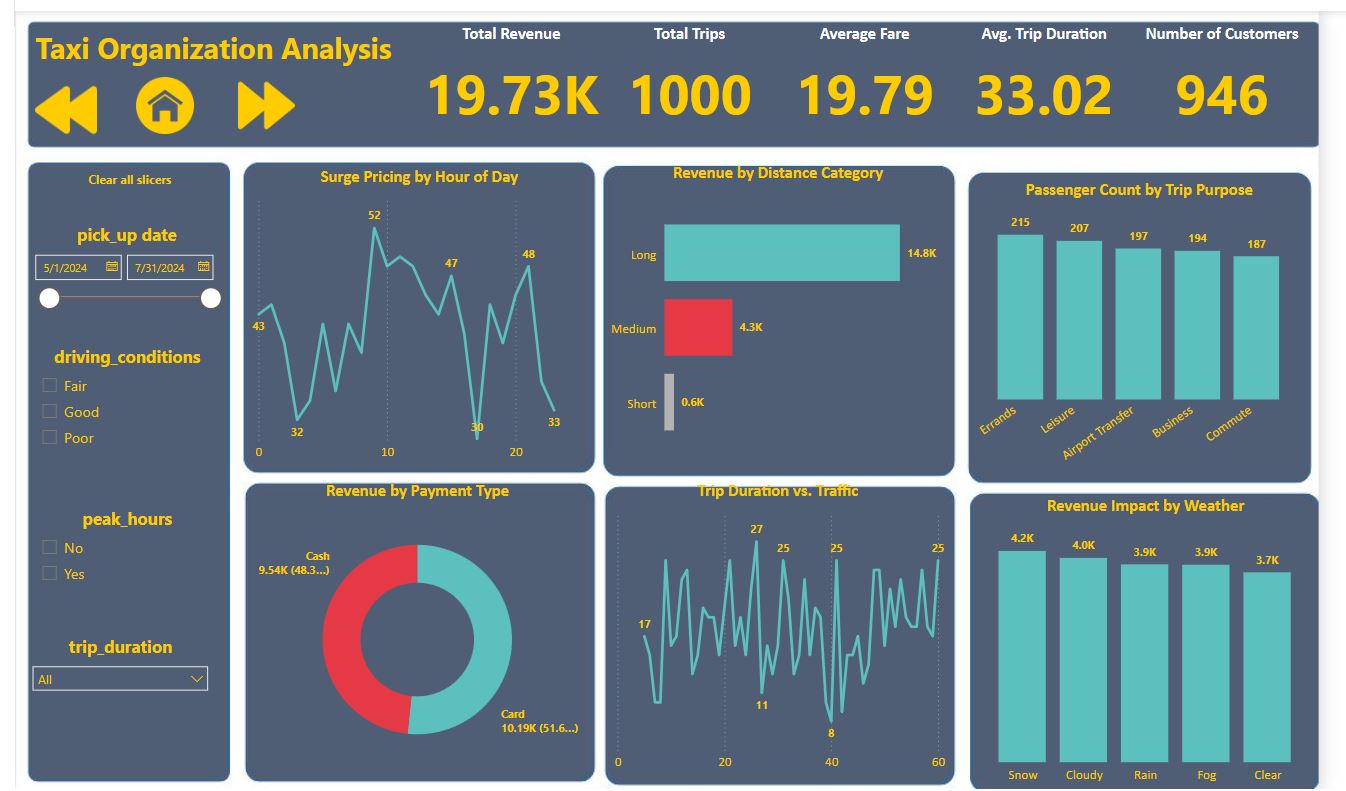 Taxi Organization Analysis
Total Revenue
19.73K
Total Trips
1000
Average Fare
19.79
Avg. Trip Duration
33.02
Number of Customers
946
Clear all slicers
pick_up date
5/1/2024
7/31/2024
driving_conditions
Fair
Good
Poor
peak_hours
No
Yes
trip_duration
All
Surge Pricing by Hour of Day
52
47
48
43
32
30
33
0
10
20
Revenue by Distance Category
Long
14.8K
Medium
4.3K
Short
0.6K
Passenger Count by Trip Purpose
215
207
197
194
187
Errands
Leisure
Airport Transfer
Business
Commute
Revenue by Payment Type
Cash
9.54K (48.3...)
Card
10.19K (51.6...)
Trip Duration vs. Traffic
27
25
25
25
17
11
8
0
20
40
60
Revenue Impact by Weather
4.2K
4.0K
3.9K
3.9K
3.7K
Snow
Cloudy
Rain
Fog
Clear